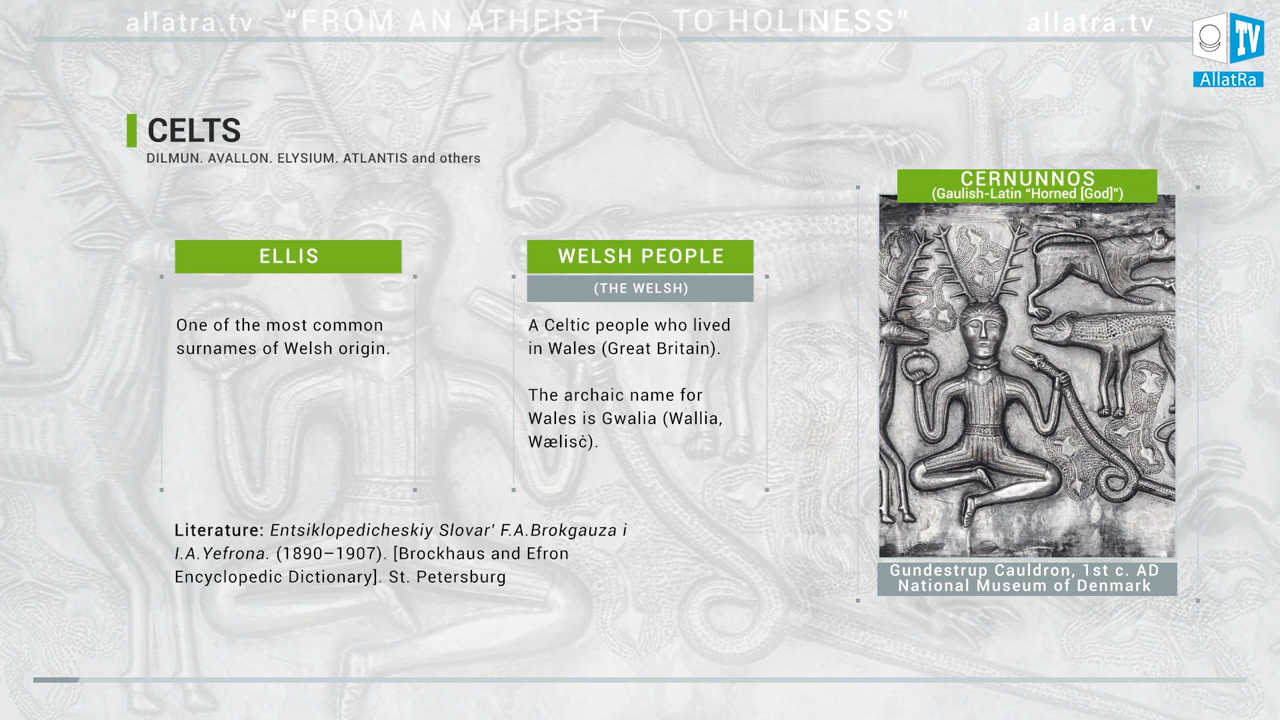 allatra.tv “FROM AN ATHEIST TO HOLINESS” allatra.tv
TV
AllatRa
CELTS
DILMUN. AVALLON. ELYSIUM. ATLANTIS and others
ELLIS
One of the most common
surnames of Welsh origin.
WELSH PEOPLE
(THE WELSH)
A Celtic people who lived
in Wales (Great Britain).
The archaic name for
Wales is Gwalia (Wallia,
Wælisċ).
CERNUNNOS
(Gaulish-Latin “Horned [God]”)
Gundestrup Cauldron, 1st c. AD
National Museum of Denmark
Literature: Entsiklopedicheskiy Slovar' F.A.Brokgauza i
I.A.Yefrona. (1890–1907). [Brockhaus and Efron
Encyclopedic Dictionary]. St. Petersburg